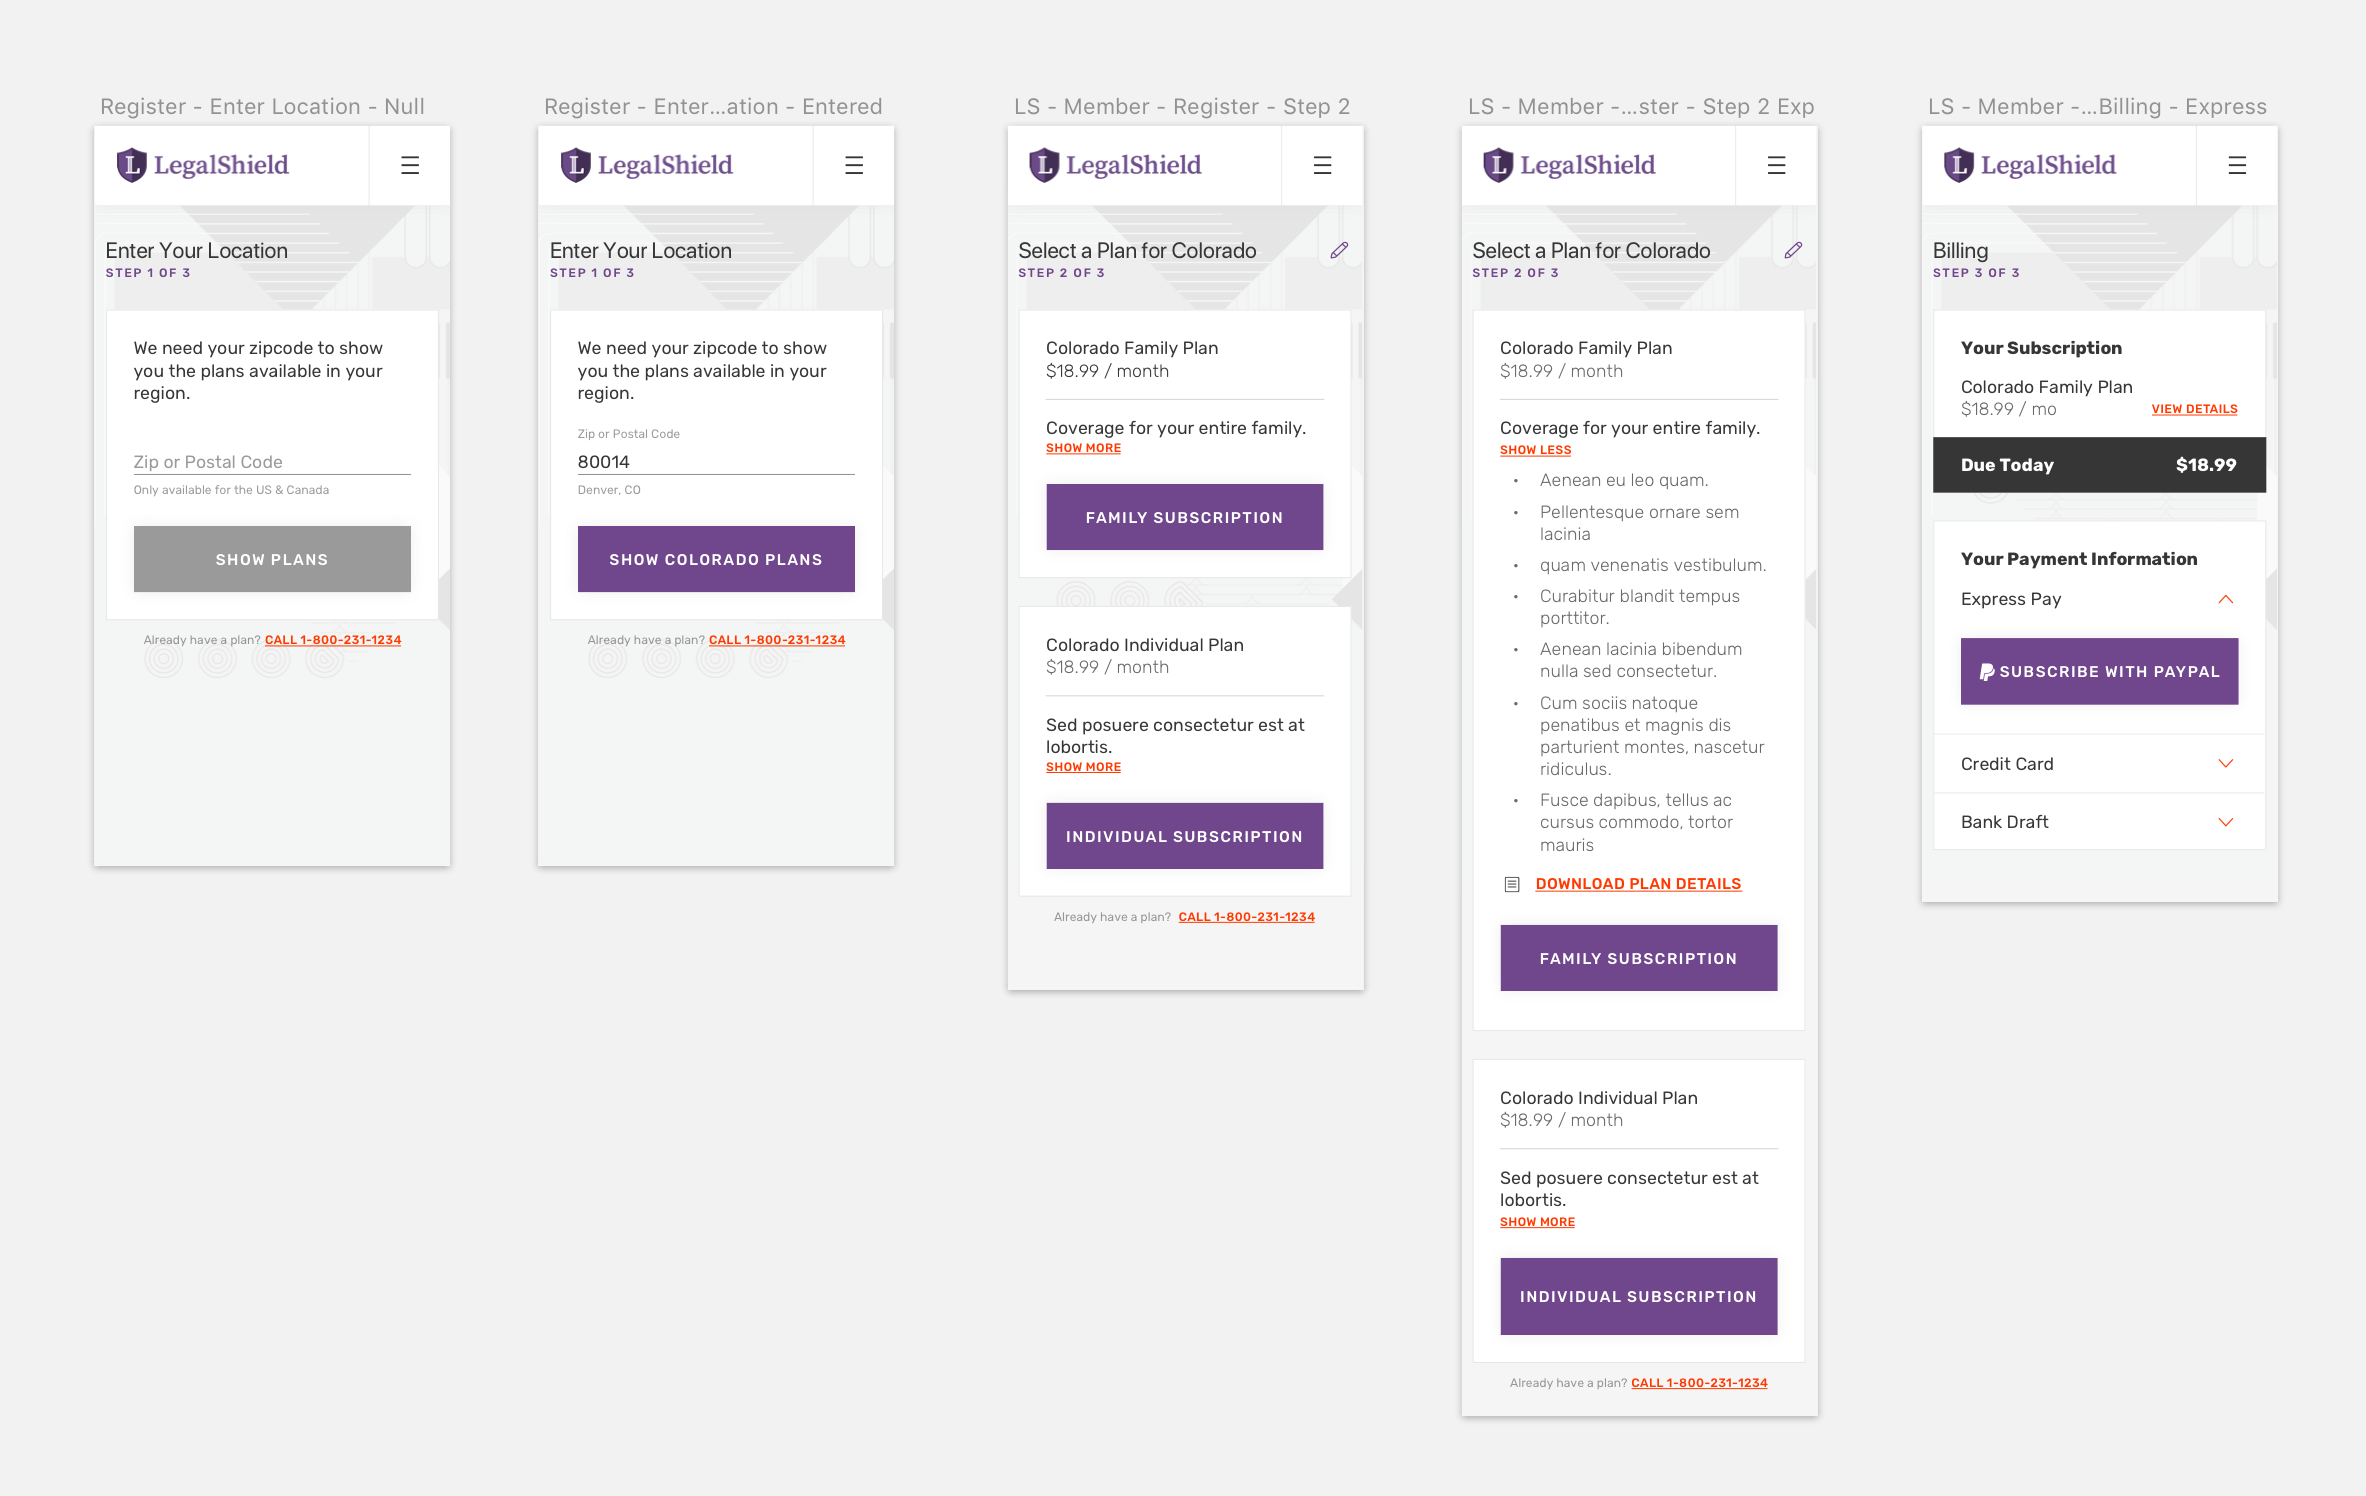 Register - Enter Location - Null
LegalShield
Enter Your Location
STEP 1 OF 3
We need your zipcode to show
you the plans available in your
region.
Zip or Postal Code
Only available for the US & Canada
SHOW PLANS
Already have a plan? CALL 1-800-231-1234
Register - Enter...ation - Entered
LegalShield
Enter Your Location
STEP 1 OF 3
We need your zipcode to show
you the plans available in your
region.
Zip or Postal Code
80014
Denver, CO
SHOW COLORADO PLANS
Already have a plan? CALL 1-800-231-1234
LS - Member - Register - Step 2
LegalShield
Select a Plan for Colorado
STEP 2 OF 3
Colorado Family Plan
$18.99 / month
Coverage for your entire family.
SHOW MORE
FAMILY SUBSCRIPTION
Colorado Individual Plan
$18.99 / month
Sed posuere consectetur est at
lobortis.
SHOW MORE
INDIVIDUAL SUBSCRIPTION
Already have a plan? CALL 1-800-231-1234
LS - Member -...ster - Step 2 Exp
LegalShield
Select a Plan for Colorado
STEP 2 OF 3
Colorado Family Plan
$18.99 / month
Coverage for your entire family.
SHOW LESS
• Aenean eu leo quam.
• Pellentesque ornare sem
lacinia
• quam venenatis vestibulum.
• Curabitur blandit tempus
porttitor.
• Aenean lacinia bibendum
nulla sed consectetur.
• Cum sociis natoque
penatibus et magnis dis
parturient montes, nascetur
ridiculus.
• Fusce dapibus, tellus ac
cursus commodo, tortor
mauris
DOWNLOAD PLAN DETAILS
FAMILY SUBSCRIPTION
Colorado Individual Plan
$18.99 / month
Sed posuere consectetur est at
lobortis.
SHOW MORE
INDIVIDUAL SUBSCRIPTION
Already have a plan? CALL 1-800-231-1234
LS - Member -...Billing - Express
LegalShield
Billing
STEP 3 OF 3
Your Subscription
Colorado Family Plan
$18.99 / mo VIEW DETAILS
Due Today $18.99
Your Payment Information
Express Pay
SUBSCRIBE WITH PAYPAL
Credit Card
Bank Draft